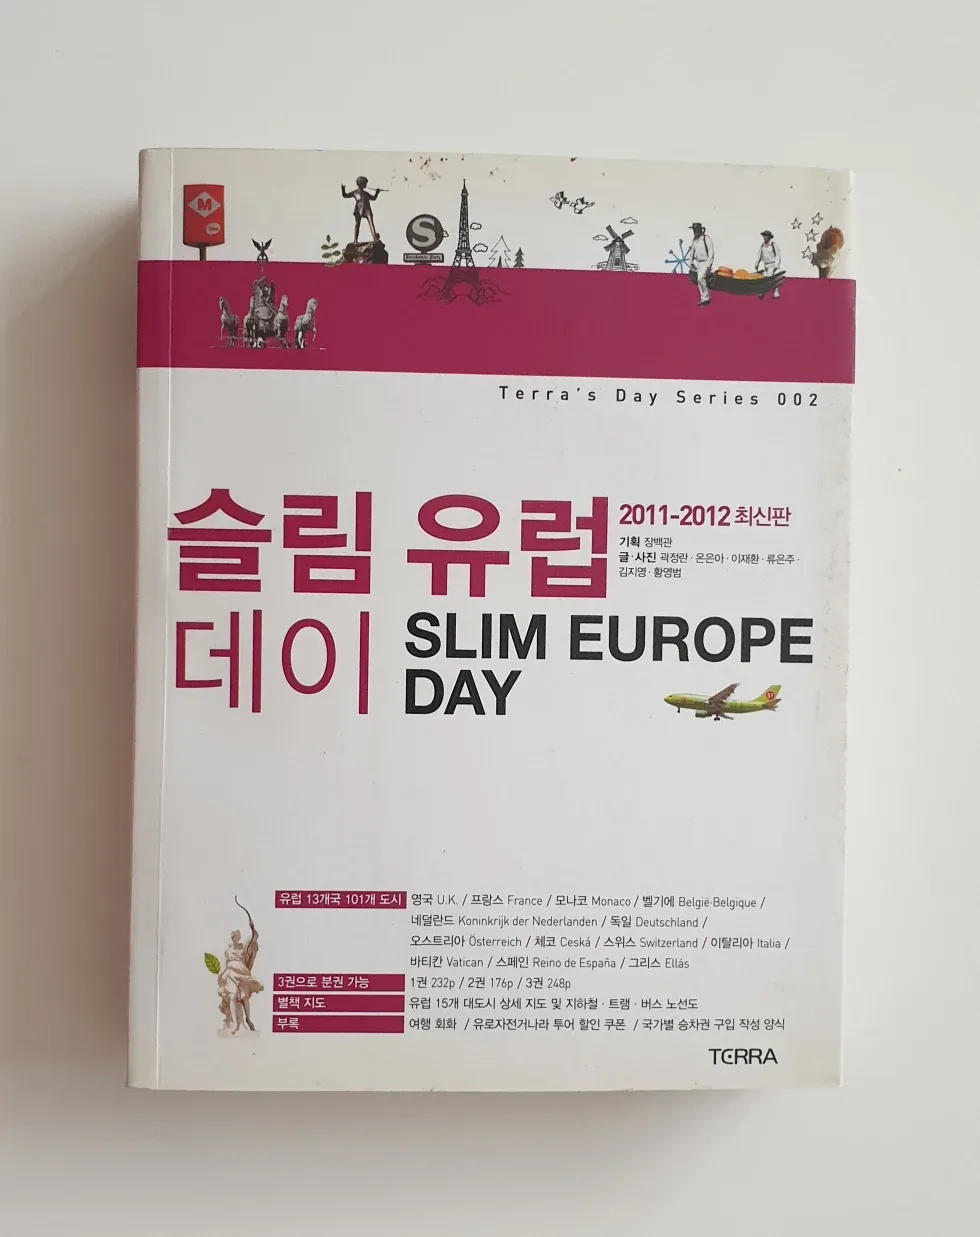 M
S
Terra's Day Series 002
슬림 유럽
데이
2011-2012 최신판
기획 장백관
글·사진 곽정란·온은아·이재환·류은주·
김지영·황영범
SLIM EUROPE
DAY
S7
유럽 13개국 101개 도시 영국 U.K. / 프랑스 France / 모나코 Monaco / 벨기에 België·Belgique /
네덜란드 Koninkrijk der Nederlanden / 독일 Deutschland /
오스트리아 Österreich / 체코 Ceská / 스위스 Switzerland / 이탈리아 Italia /
바티칸 Vatican / 스페인 Reino de España / 그리스 Ellás
3권으로 분권 가능 1권 232p / 2권 176p / 3권 248p
별책 지도 유럽 15개 대도시 상세 지도 및 지하철·트램·버스 노선도
부록 여행 회화 / 유로자전거나라 투어 할인 쿠폰 / 국가별 승차권 구입 작성 양식
TERRA